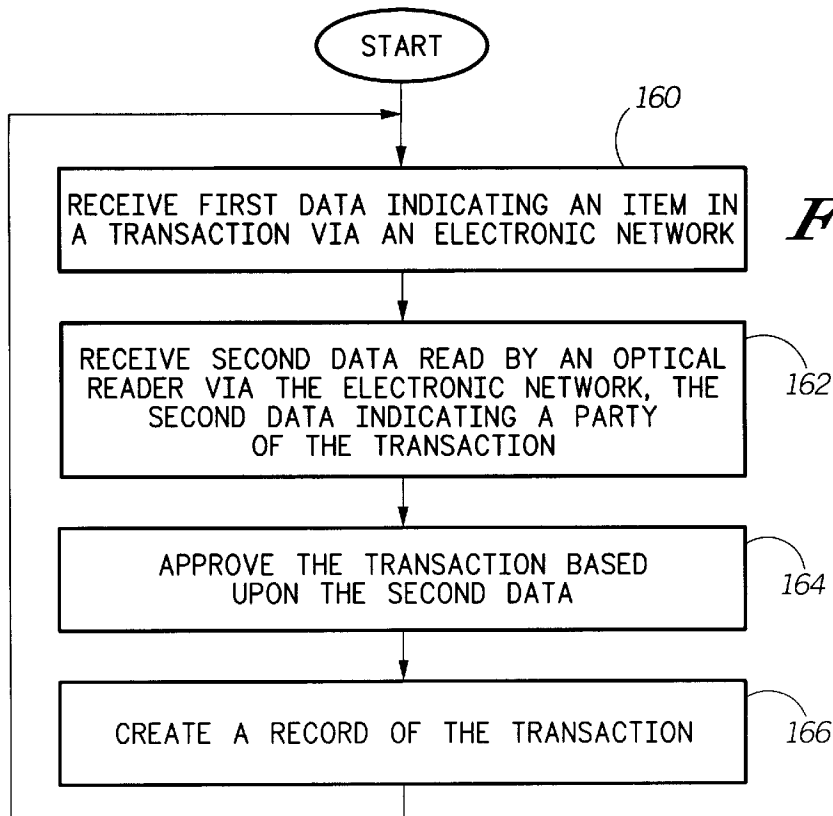 START
160
RECEIVE FIRST DATA INDICATING AN ITEM IN
A TRANSACTION VIA AN ELECTRONIC NETWORK
F
RECEIVE SECOND DATA READ BY AN OPTICAL
READER VIA THE ELECTRONIC NETWORK, THE
SECOND DATA INDICATING A PARTY
OF THE TRANSACTION
162
APPROVE THE TRANSACTION BASED
UPON THE SECOND DATA
164
CREATE A RECORD OF THE TRANSACTION
166